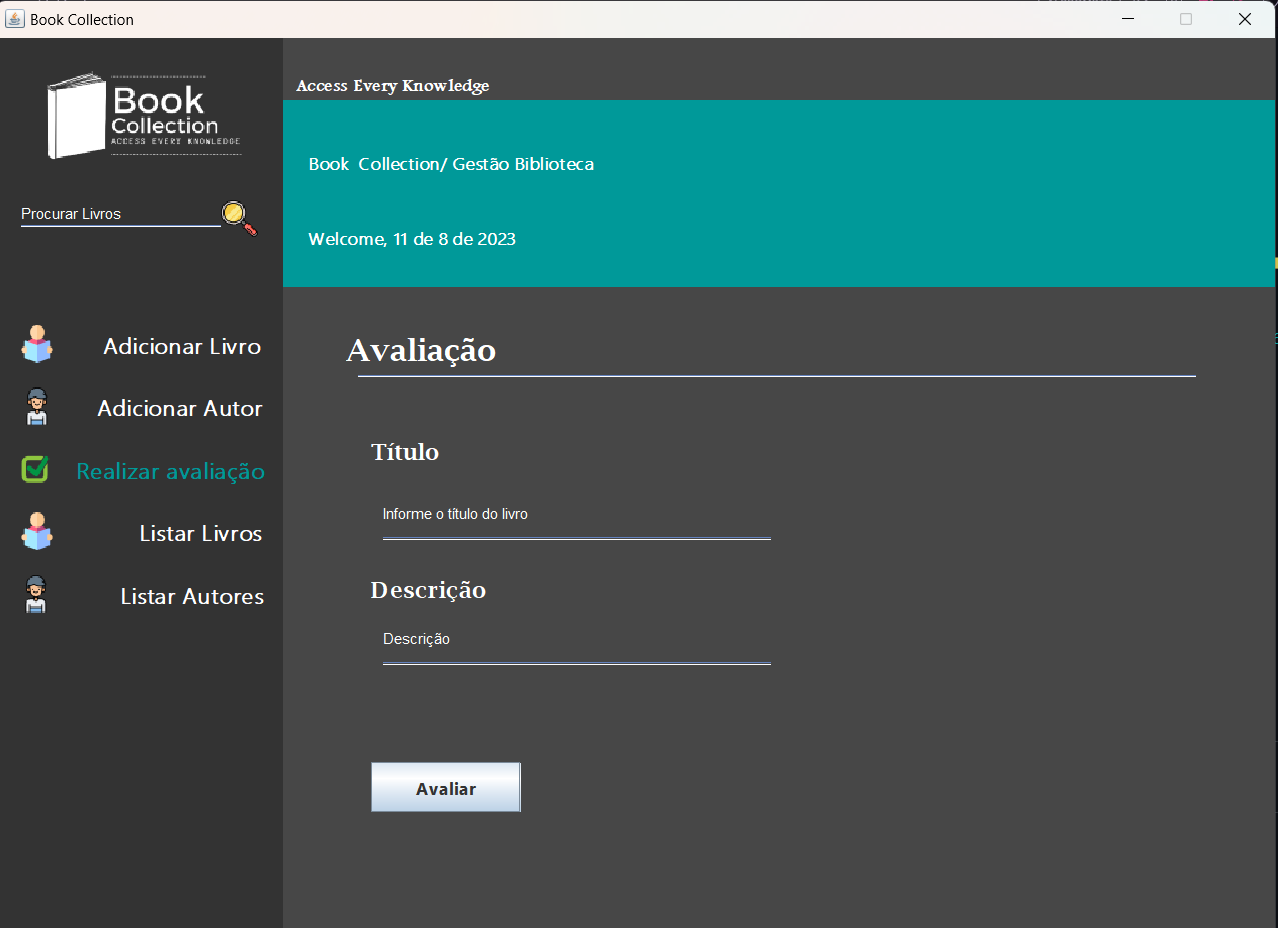 Book Collection
Book
Collection
ACCESS EVERY KNOWLEDGE
Procurar Livros
Adicionar Livro
Adicionar Autor
Realizar avaliação
Listar Livros
Listar Autores
Access Every Knowledge
Book Collection/ Gestão Biblioteca
Welcome, 11 de 8 de 2023
Avaliação
Título
Informe o título do livro
Descrição
Descrição
Avaliar